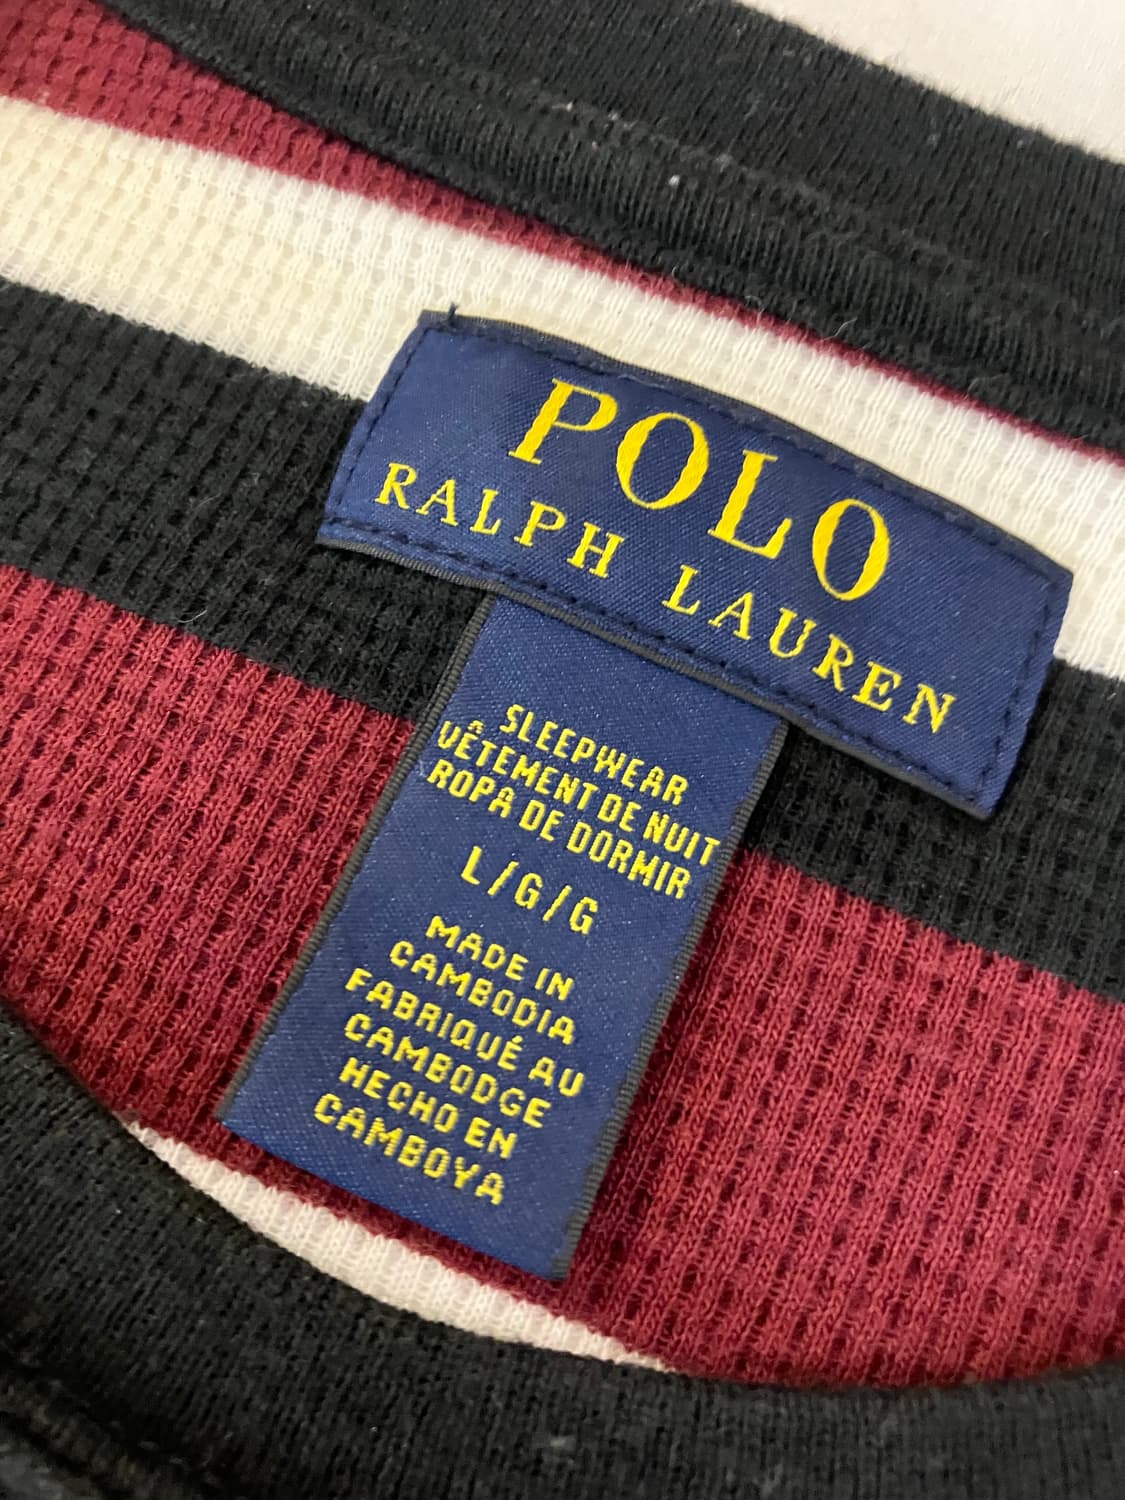 POLO
RALPH LAUREN
SLEEPWEAR
VÊTEMENT DE NUIT
ROPA DE DORMIR
L/G/G
MADE IN
CAMBODIA
FABRIQUÉ AU
CAMBODGE
HECHO EN
CAMBOYA